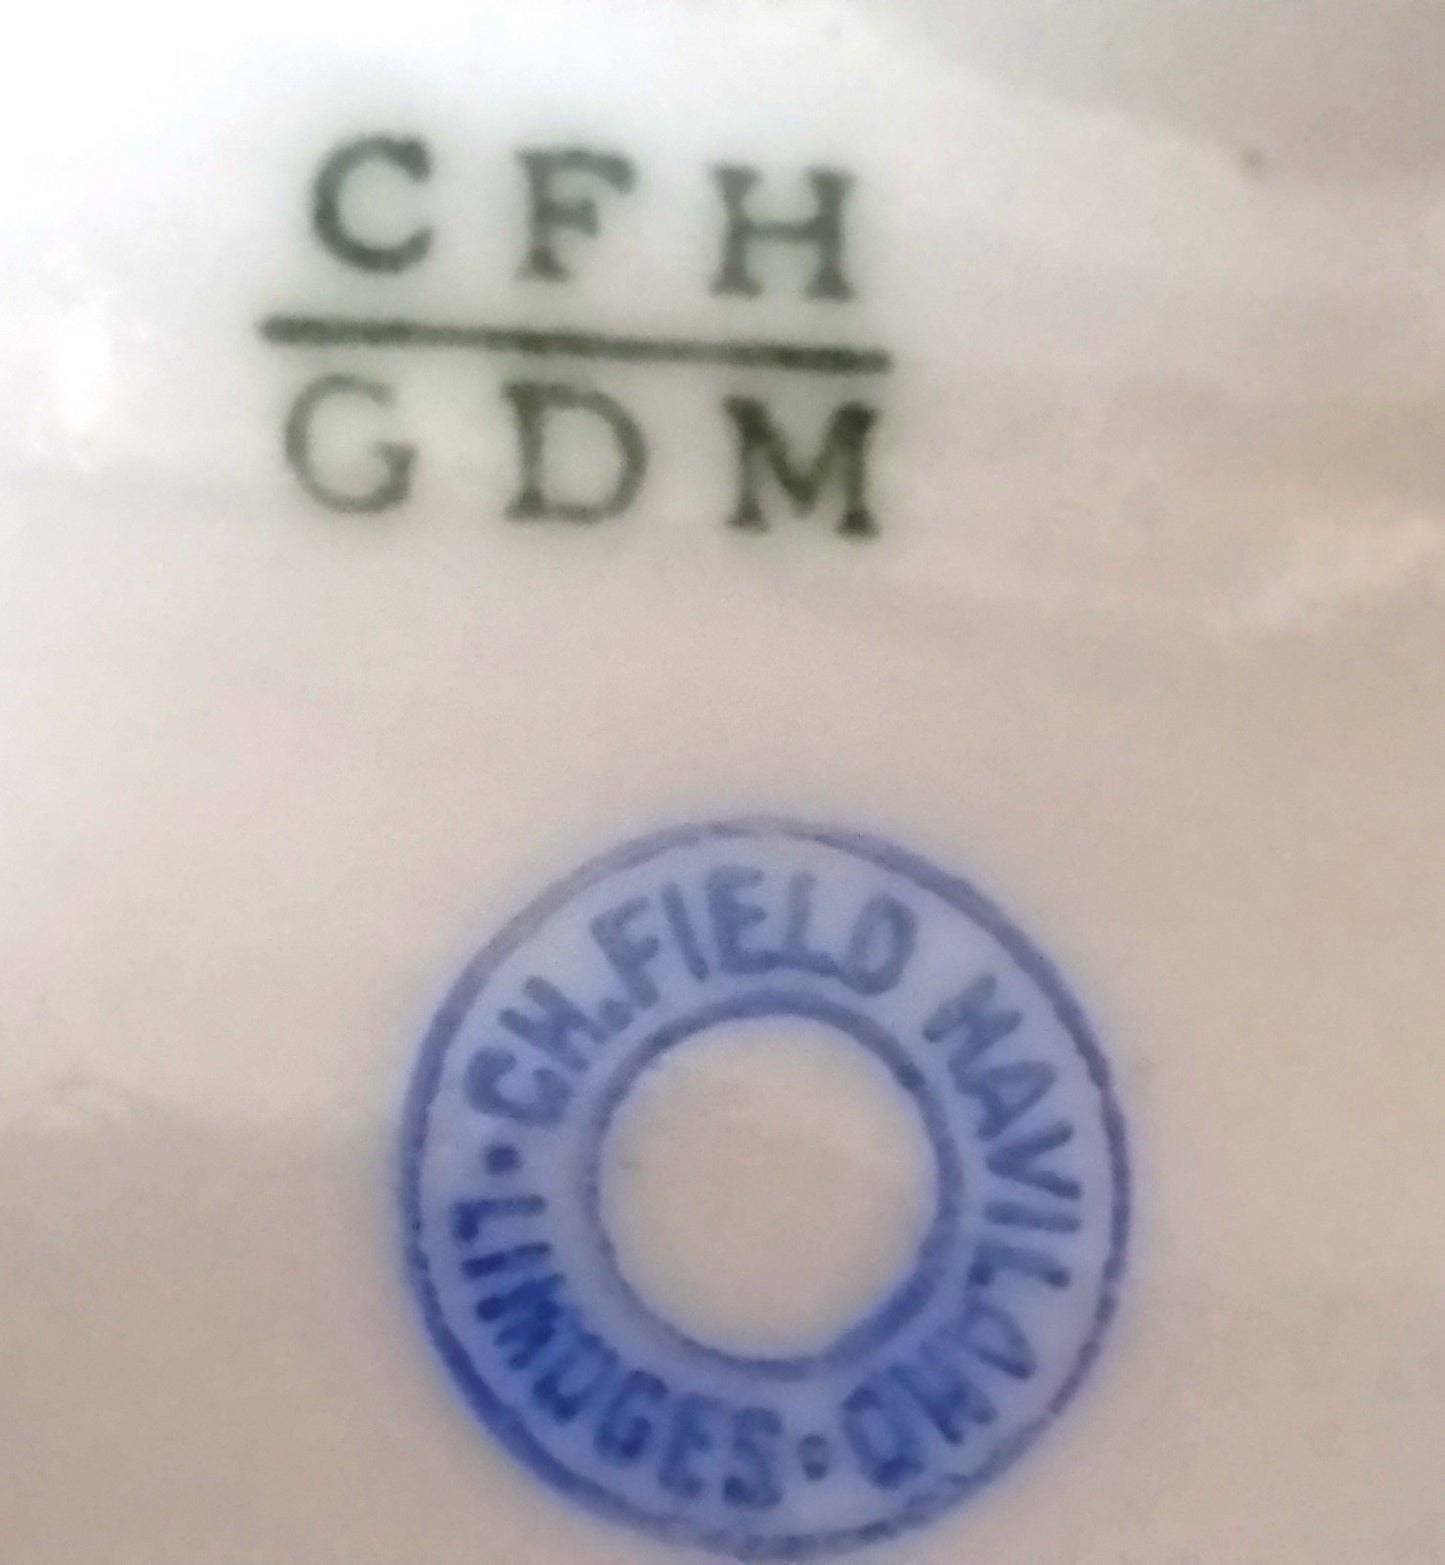 CFH
GDM
CH. FIELD HAVILAND
LIMOGES